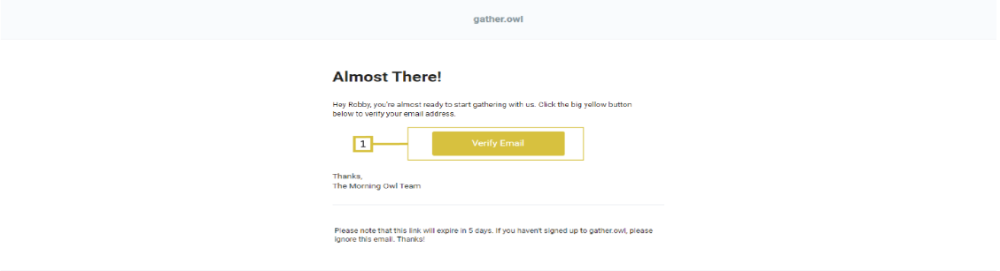 gather.owl
Almost There!
Hey Robby, you're almost ready to start gathering with us. Click the big yellow button
below to verify your email address.
1
Verify Email
Thanks,
The Morning Owl Team
Please note that this link will expire in 5 days. If you haven't signed up to gather.owl, please
ignore this email. Thanks!